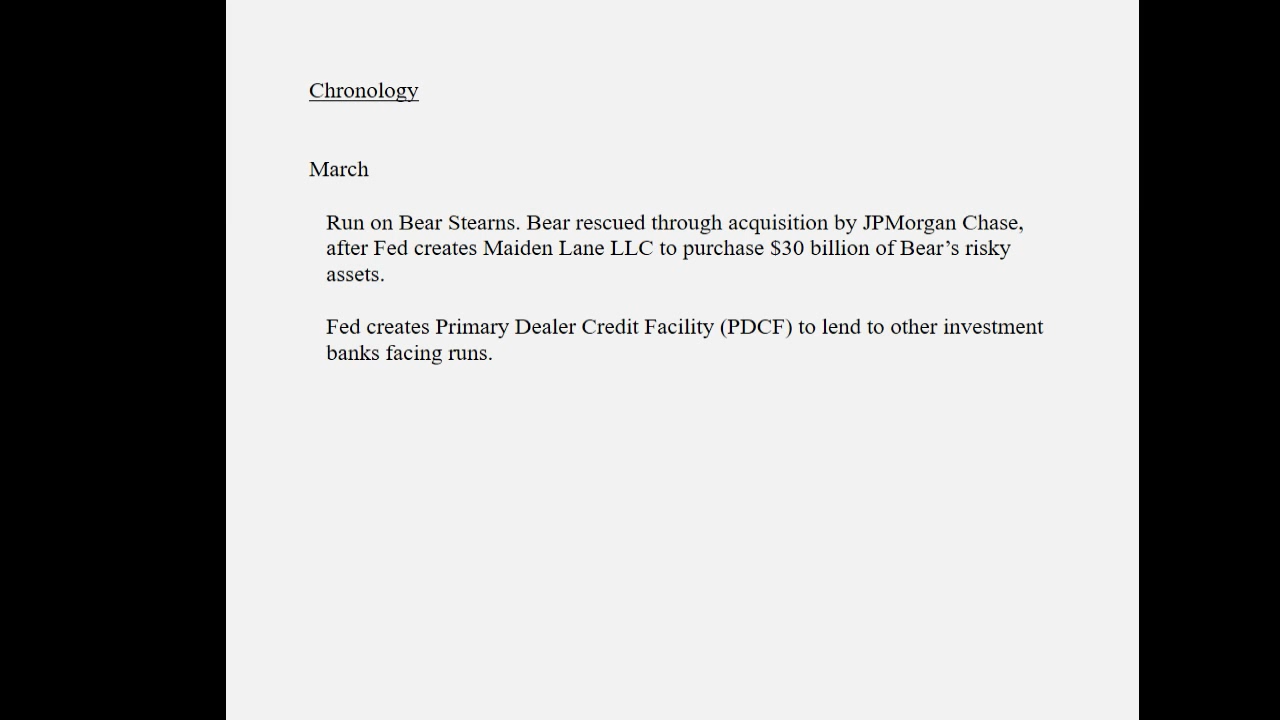 Chronology
March
Run on Bear Stearns. Bear rescued through acquisition by JPMorgan Chase,
after Fed creates Maiden Lane LLC to purchase $30 billion of Bear’s risky
assets.
Fed creates Primary Dealer Credit Facility (PDCF) to lend to other investment
banks facing runs.